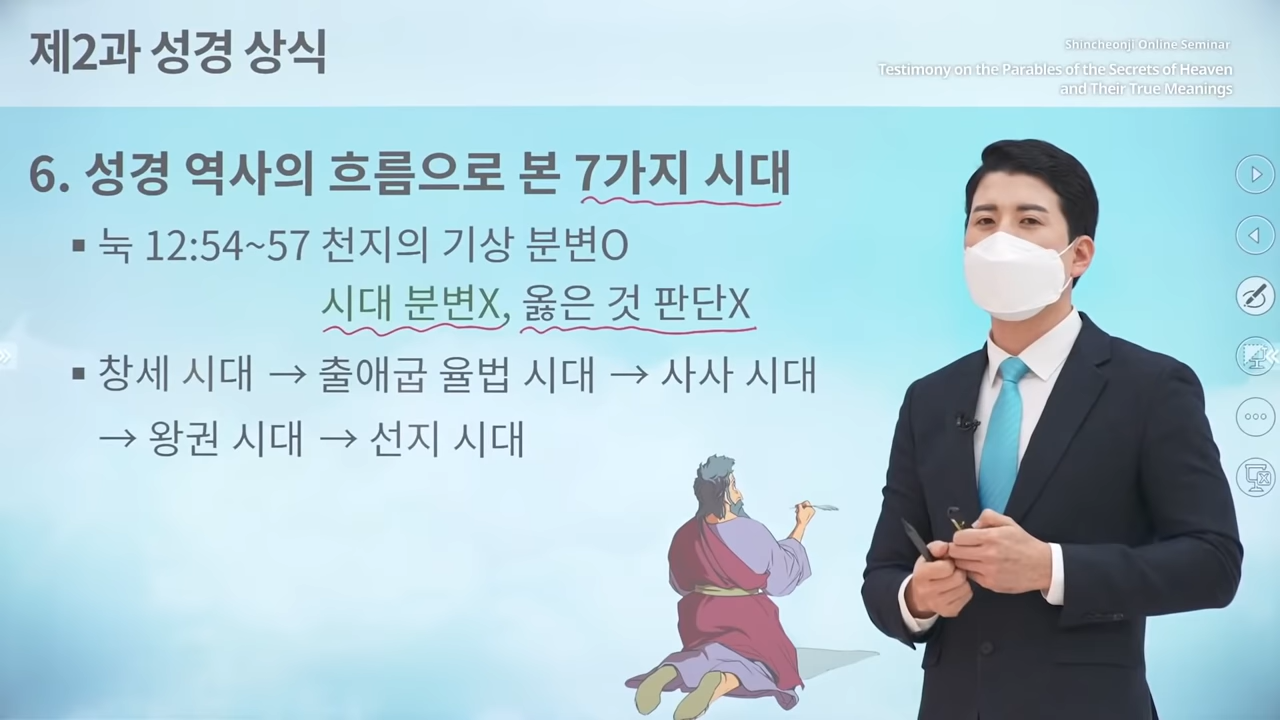 제2과 성경 상식
Shincheonji Online Seminar
Testimony on the Parables of the Secrets of Heaven
and Their True Meanings
6. 성경 역사의 흐름으로 본 7가지 시대
▪ 눅 12:54~57 천지의 기상 분변O
시대 분변X, 옳은 것 판단X
▪ 창세 시대 → 출애굽 율법 시대 → 사사 시대
→ 왕권 시대 → 선지 시대